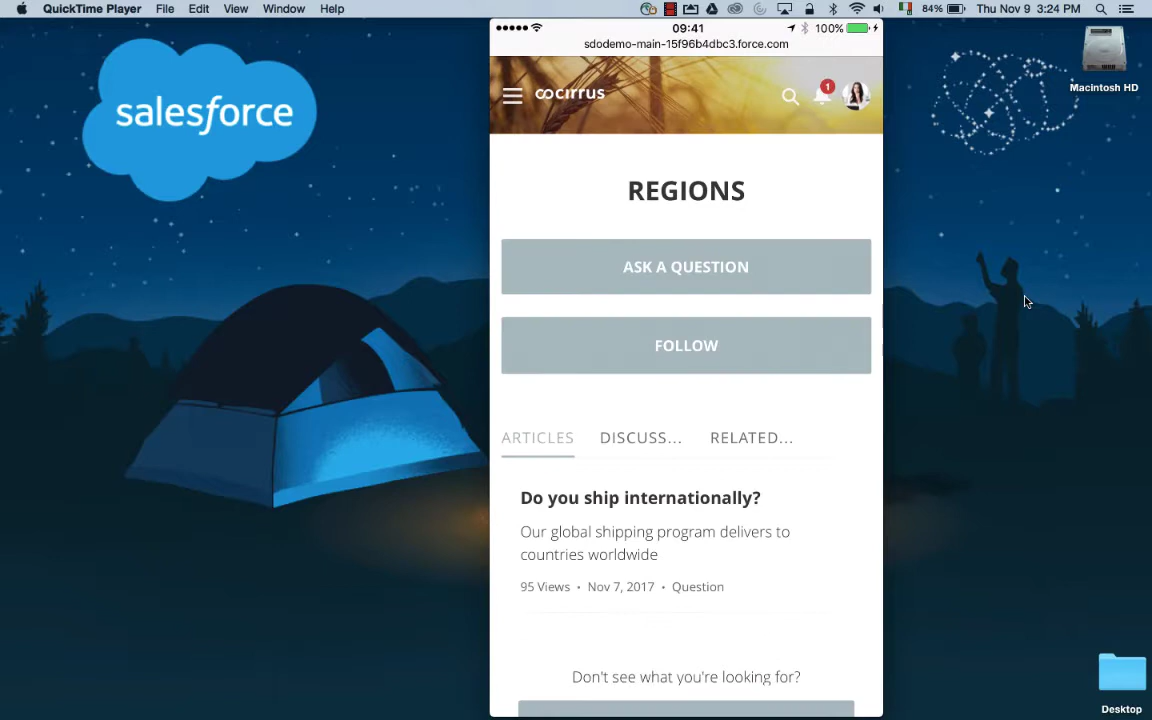 QuickTime Player File Edit View Window Help 84% Thu Nov 9 3:24 PM
09:41 100%
sdodemo-main-15f96b4dbc3.force.com
salesforce
cirrus
1
Macintosh HD
REGIONS
ASK A QUESTION
FOLLOW
ARTICLES DISCUSS... RELATED...
Do you ship internationally?
Our global shipping program delivers to
countries worldwide
95 Views • Nov 7, 2017 • Question
Don't see what you're looking for?
Desktop